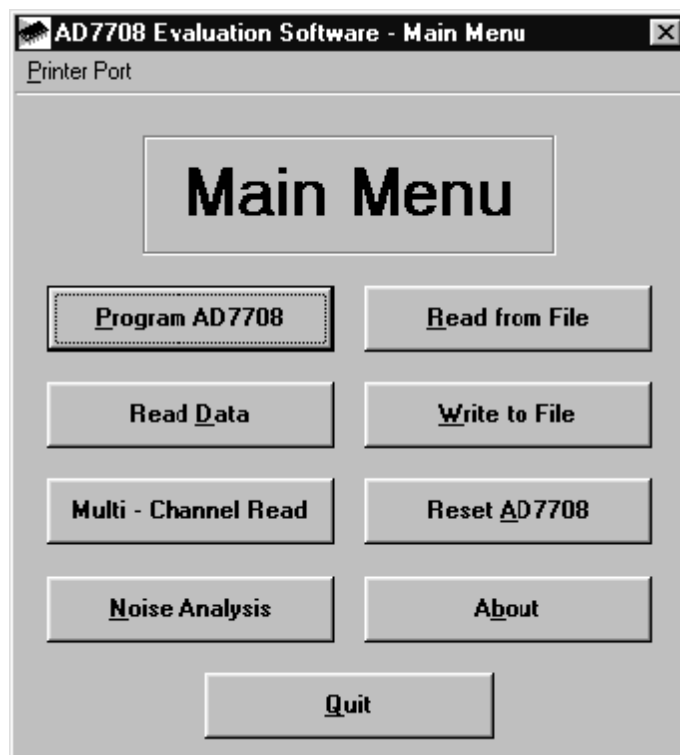 AD7708 Evaluation Software - Main Menu
Printer Port
Main Menu
Program AD7708
Read from File
Read Data
Write to File
Multi - Channel Read
Reset AD7708
Noise Analysis
About
Quit